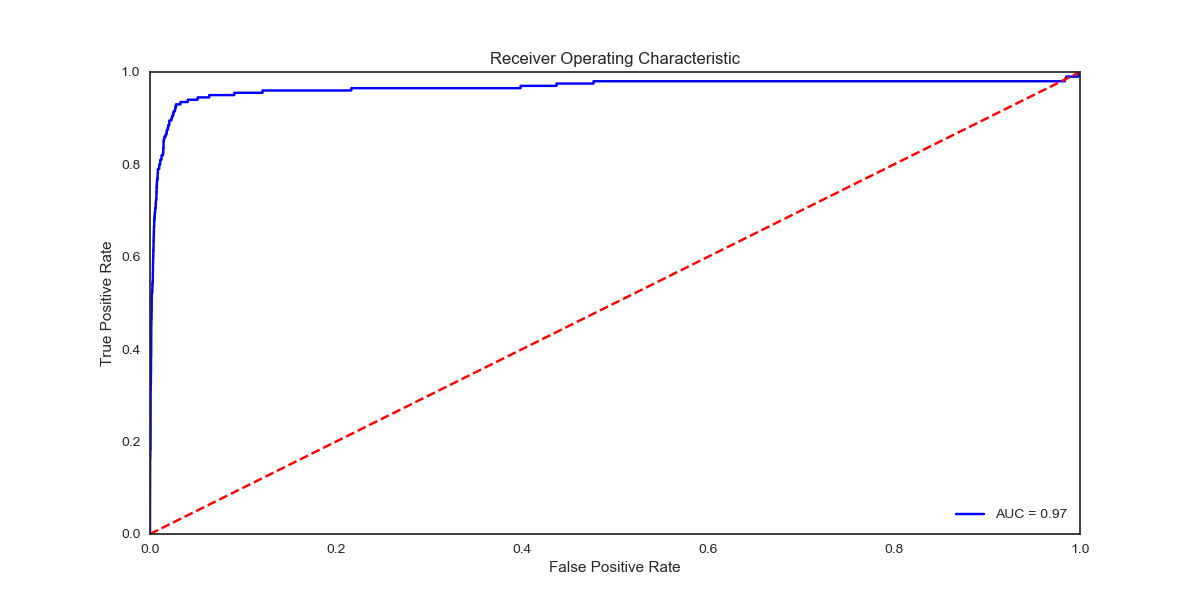 Receiver Operating Characteristic
1.0
0.8
0.6
0.4
0.2
0.0
True Positive Rate
AUC = 0.97
0.0 0.2 0.4 0.6 0.8 1.0
False Positive Rate